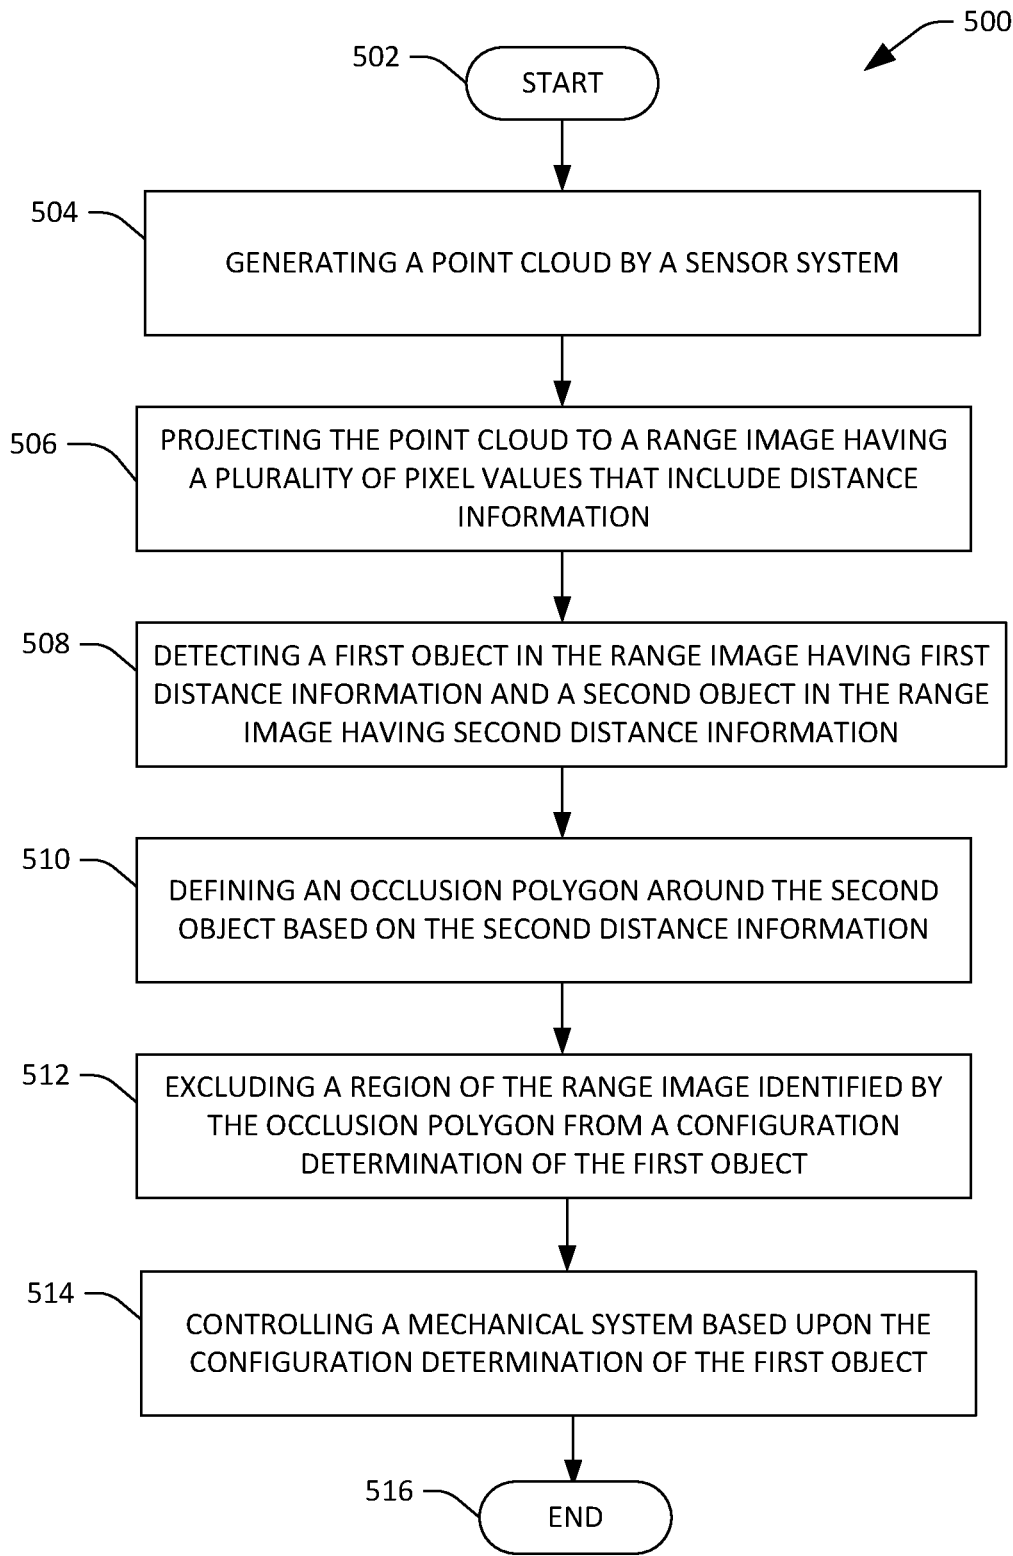 500
502
START
504
GENERATING A POINT CLOUD BY A SENSOR SYSTEM
506
PROJECTING THE POINT CLOUD TO A RANGE IMAGE HAVING
A PLURALITY OF PIXEL VALUES THAT INCLUDE DISTANCE
INFORMATION
508
DETECTING A FIRST OBJECT IN THE RANGE IMAGE HAVING FIRST
DISTANCE INFORMATION AND A SECOND OBJECT IN THE RANGE
IMAGE HAVING SECOND DISTANCE INFORMATION
510
DEFINING AN OCCLUSION POLYGON AROUND THE SECOND
OBJECT BASED ON THE SECOND DISTANCE INFORMATION
512
EXCLUDING A REGION OF THE RANGE IMAGE IDENTIFIED BY
THE OCCLUSION POLYGON FROM A CONFIGURATION
DETERMINATION OF THE FIRST OBJECT
514
CONTROLLING A MECHANICAL SYSTEM BASED UPON THE
CONFIGURATION DETERMINATION OF THE FIRST OBJECT
516
END